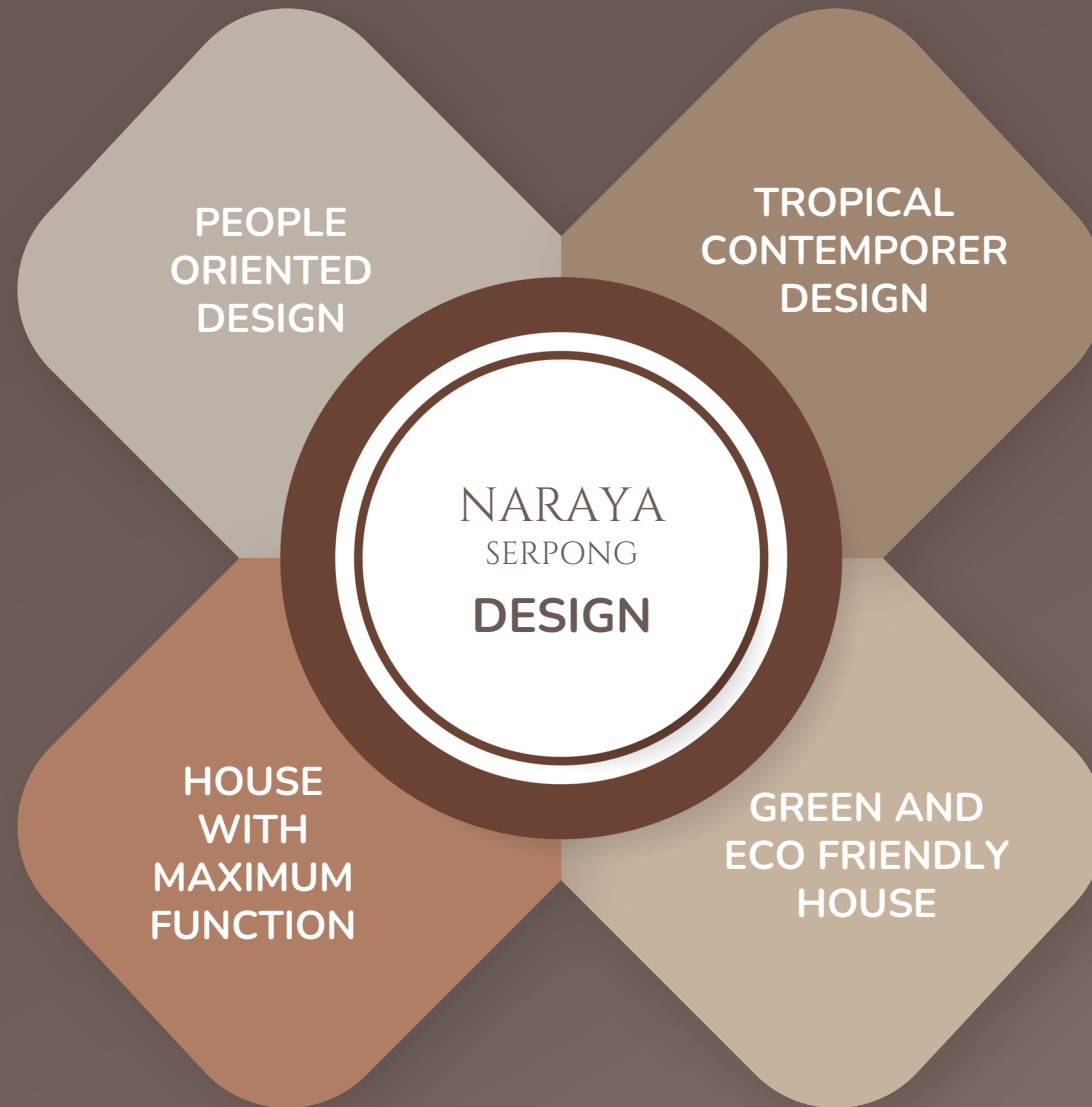 PEOPLE
ORIENTED
DESIGN
TROPICAL
CONTEMPORER
DESIGN
NARAYA
SERPONG
DESIGN
HOUSE
WITH
MAXIMUM
FUNCTION
GREEN AND
ECO FRIENDLY
HOUSE